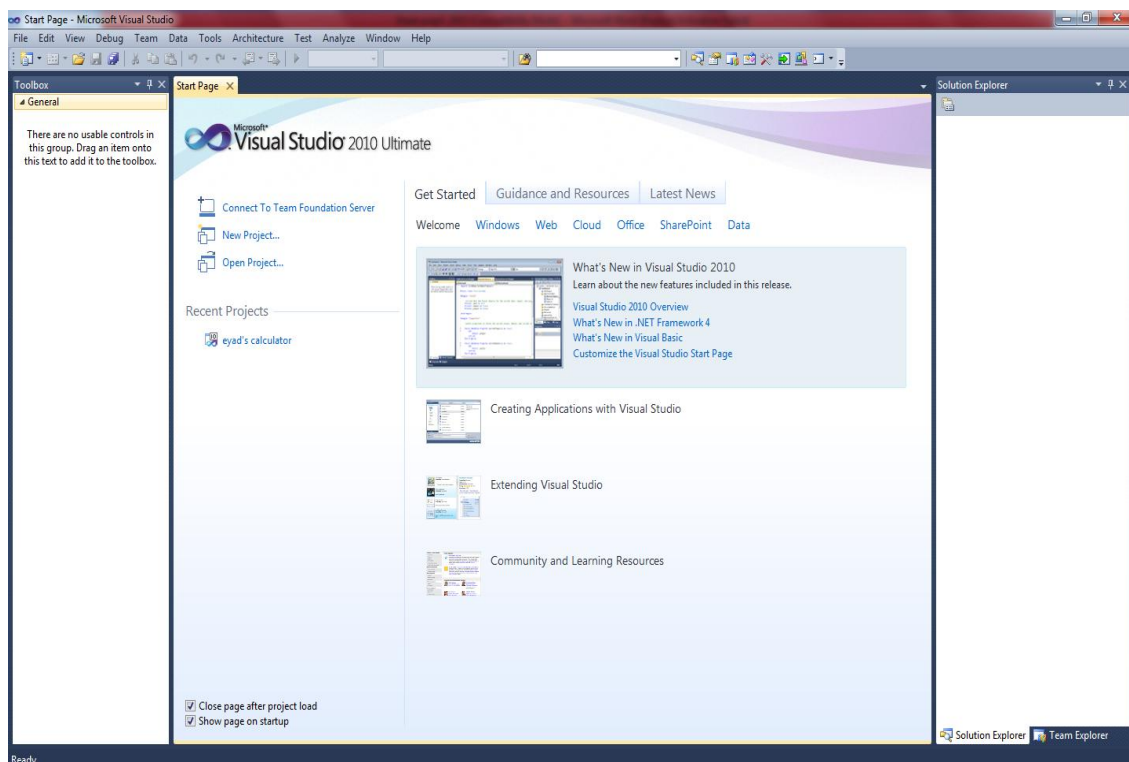 Start Page - Microsoft Visual Studio
File Edit View Debug Team Data Tools Architecture Test Analyze Window Help
Toolbox
General
There are no usable controls in
this group. Drag an item onto
this text to add it to the toolbox.
Start Page
Microsoft
Visual Studio 2010 Ultimate
Connect To Team Foundation Server
New Project...
Open Project...
Recent Projects
eyad's calculator
Close page after project load
Show page on startup
Get Started Guidance and Resources Latest News
Welcome Windows Web Cloud Office SharePoint Data
What's New in Visual Studio 2010
Learn about the new features included in this release.
Visual Studio 2010 Overview
What's New in .NET Framework 4
What's New in Visual Basic
Customize the Visual Studio Start Page
Creating Applications with Visual Studio
Extending Visual Studio
Community and Learning Resources
Solution Explorer
Solution Explorer Team Explorer
Ready